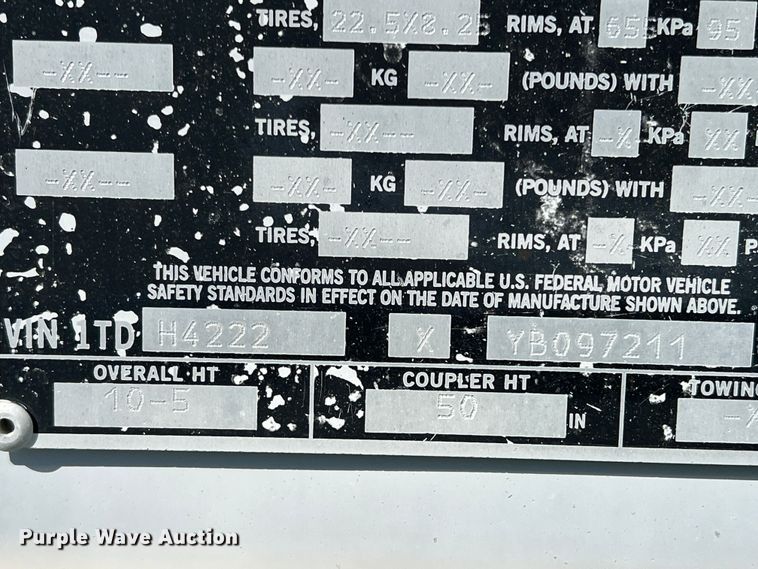 TIRES, 22.5X8.25 RIMS, AT 655 KPa 95
-XX-- -XX- KG -XX- (POUNDS) WITH -XX-
TIRES, -XX-- RIMS, AT -X KPa XX
-XX-- -XX- KG -XX- (POUNDS) WITH -XX-
TIRES, -XX-- RIMS, AT -X- KPa XX P
THIS VEHICLE CONFORMS TO ALL APPLICABLE U.S. FEDERAL MOTOR VEHICLE
SAFETY STANDARDS IN EFFECT ON THE DATE OF MANUFACTURE SHOWN ABOVE.
VIN 1TD H4222 X YB097211
OVERALL HT COUPLER HT TOWING
10-5 50 IN -X
Purple Wave Auction